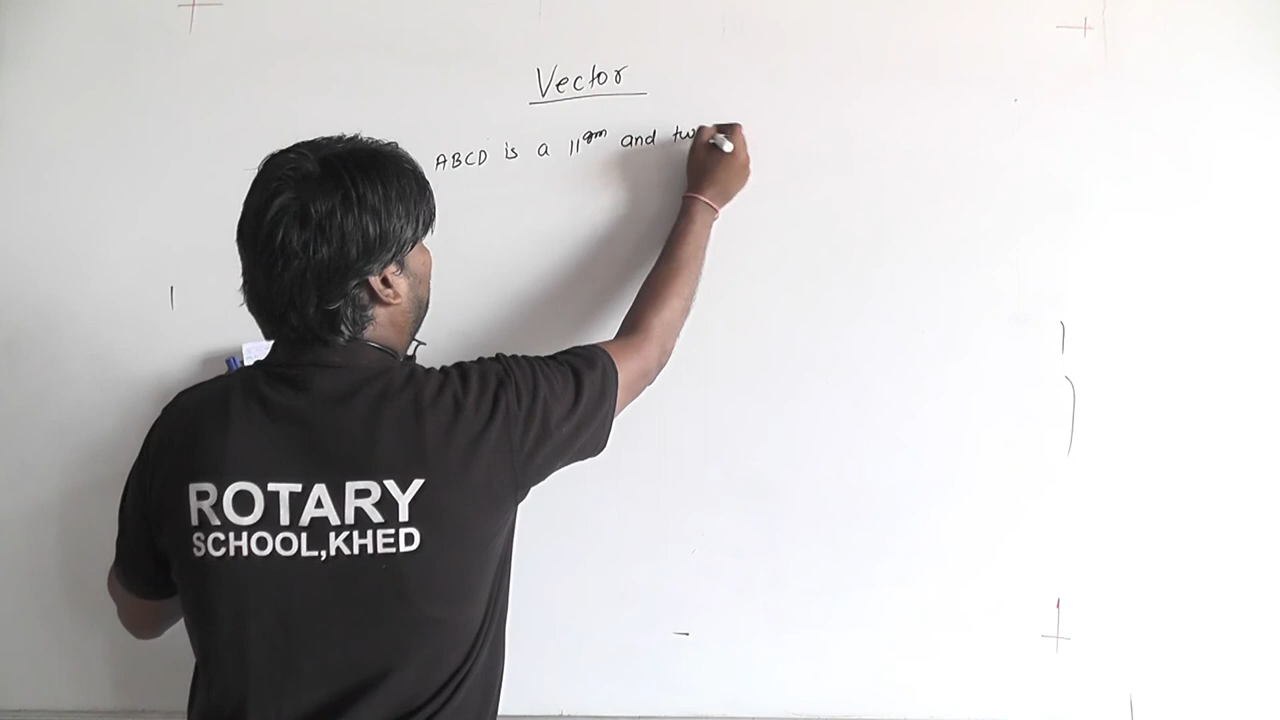 Vector
ABCD is a ||gm and
ROTARY
SCHOOL,KHED